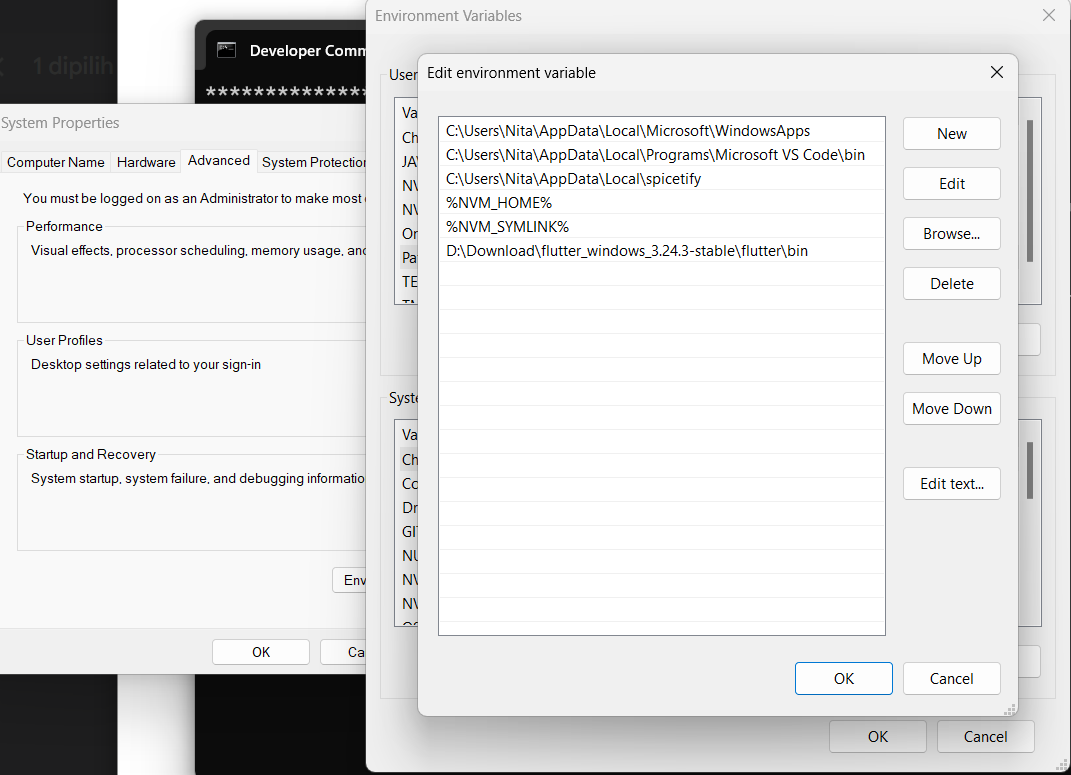 1 dipilih
Developer Comm
**************
System Properties
Computer Name
Hardware
Advanced
System Protection
You must be logged on as an Administrator to make most
Performance
Visual effects, processor scheduling, memory usage, and
User Profiles
Desktop settings related to your sign-in
Startup and Recovery
System startup, system failure, and debugging informatio
Env
OK
Ca
Environment Variables
User
Va
Ch
JA
NV
NV
On
Pa
TE
Syste
Va
Ch
Co
Dr
GI
NU
NV
NV
Edit environment variable
C:\Users\Nita\AppData\Local\Microsoft\WindowsApps
C:\Users\Nita\AppData\Local\Programs\Microsoft VS Code\bin
C:\Users\Nita\AppData\Local\spicetify
%NVM_HOME%
%NVM_SYMLINK%
D:\Download\flutter_windows_3.24.3-stable\flutter\bin
New
Edit
Browse...
Delete
Move Up
Move Down
Edit text...
OK
Cancel
OK
Cancel